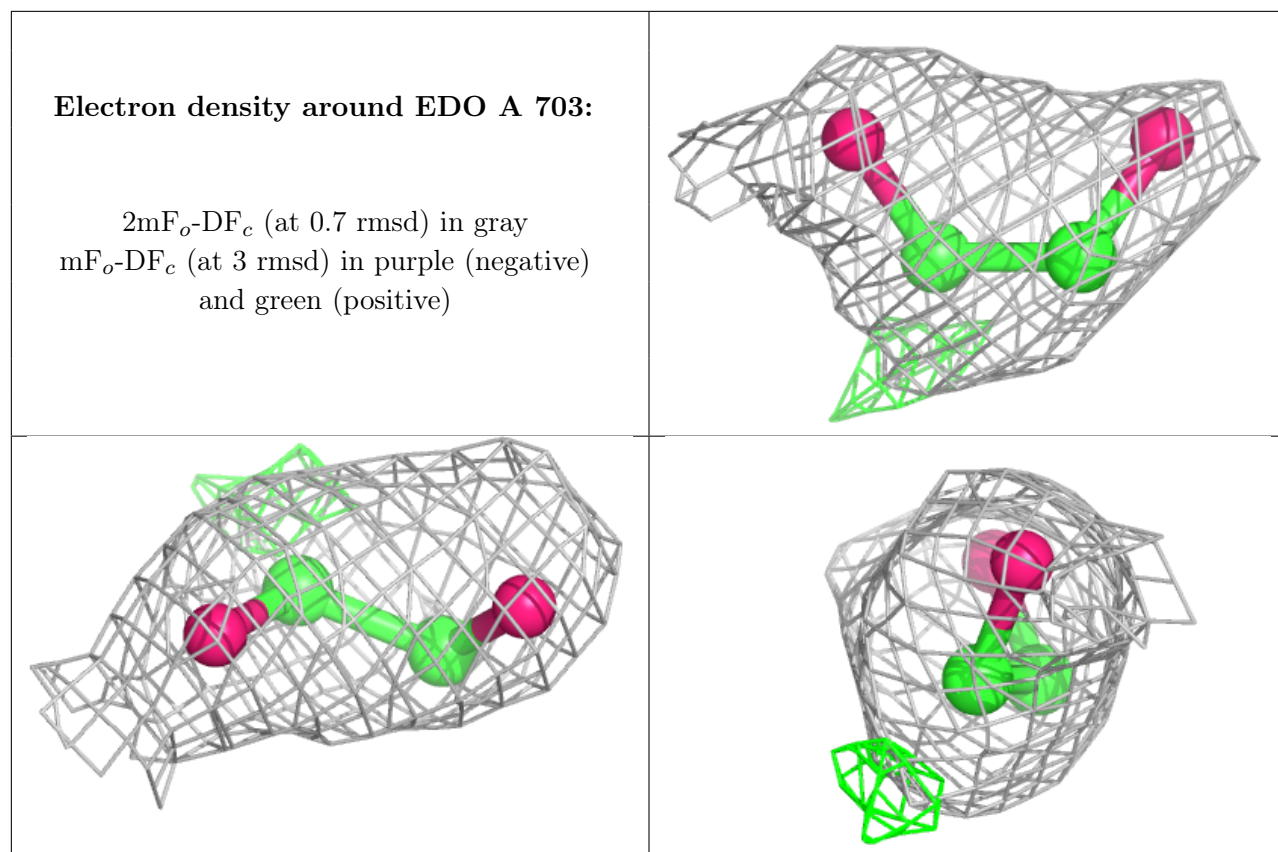 Electron density around EDO A 703:
2mFo-DFc (at 0.7 rmsd) in gray
mFo-DFc (at 3 rmsd) in purple (negative)
and green (positive)